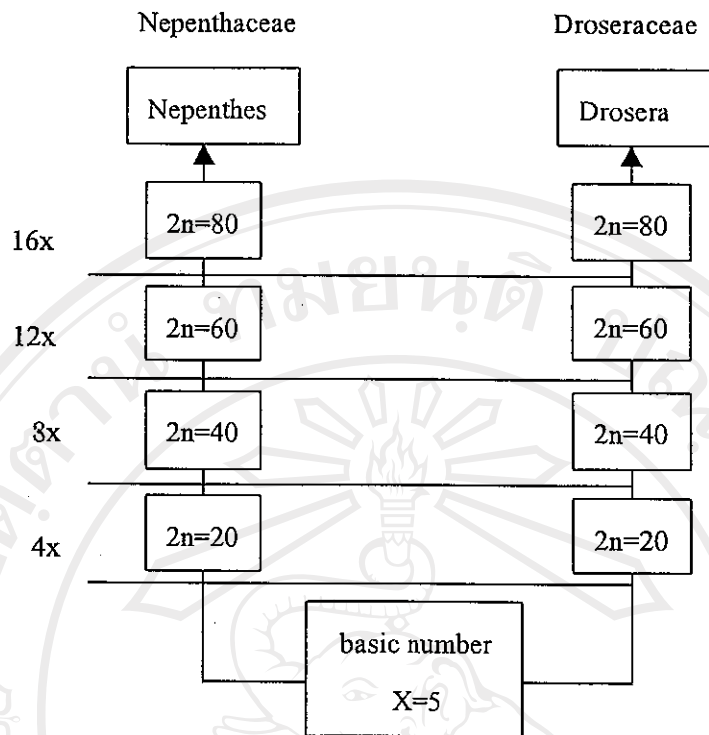 Nepenthaceae Droseraceae
Nepenthes Drosera
16x 2n=80 2n=80
12x 2n=60 2n=60
8x 2n=40 2n=40
4x 2n=20 2n=20
basic number
X=5